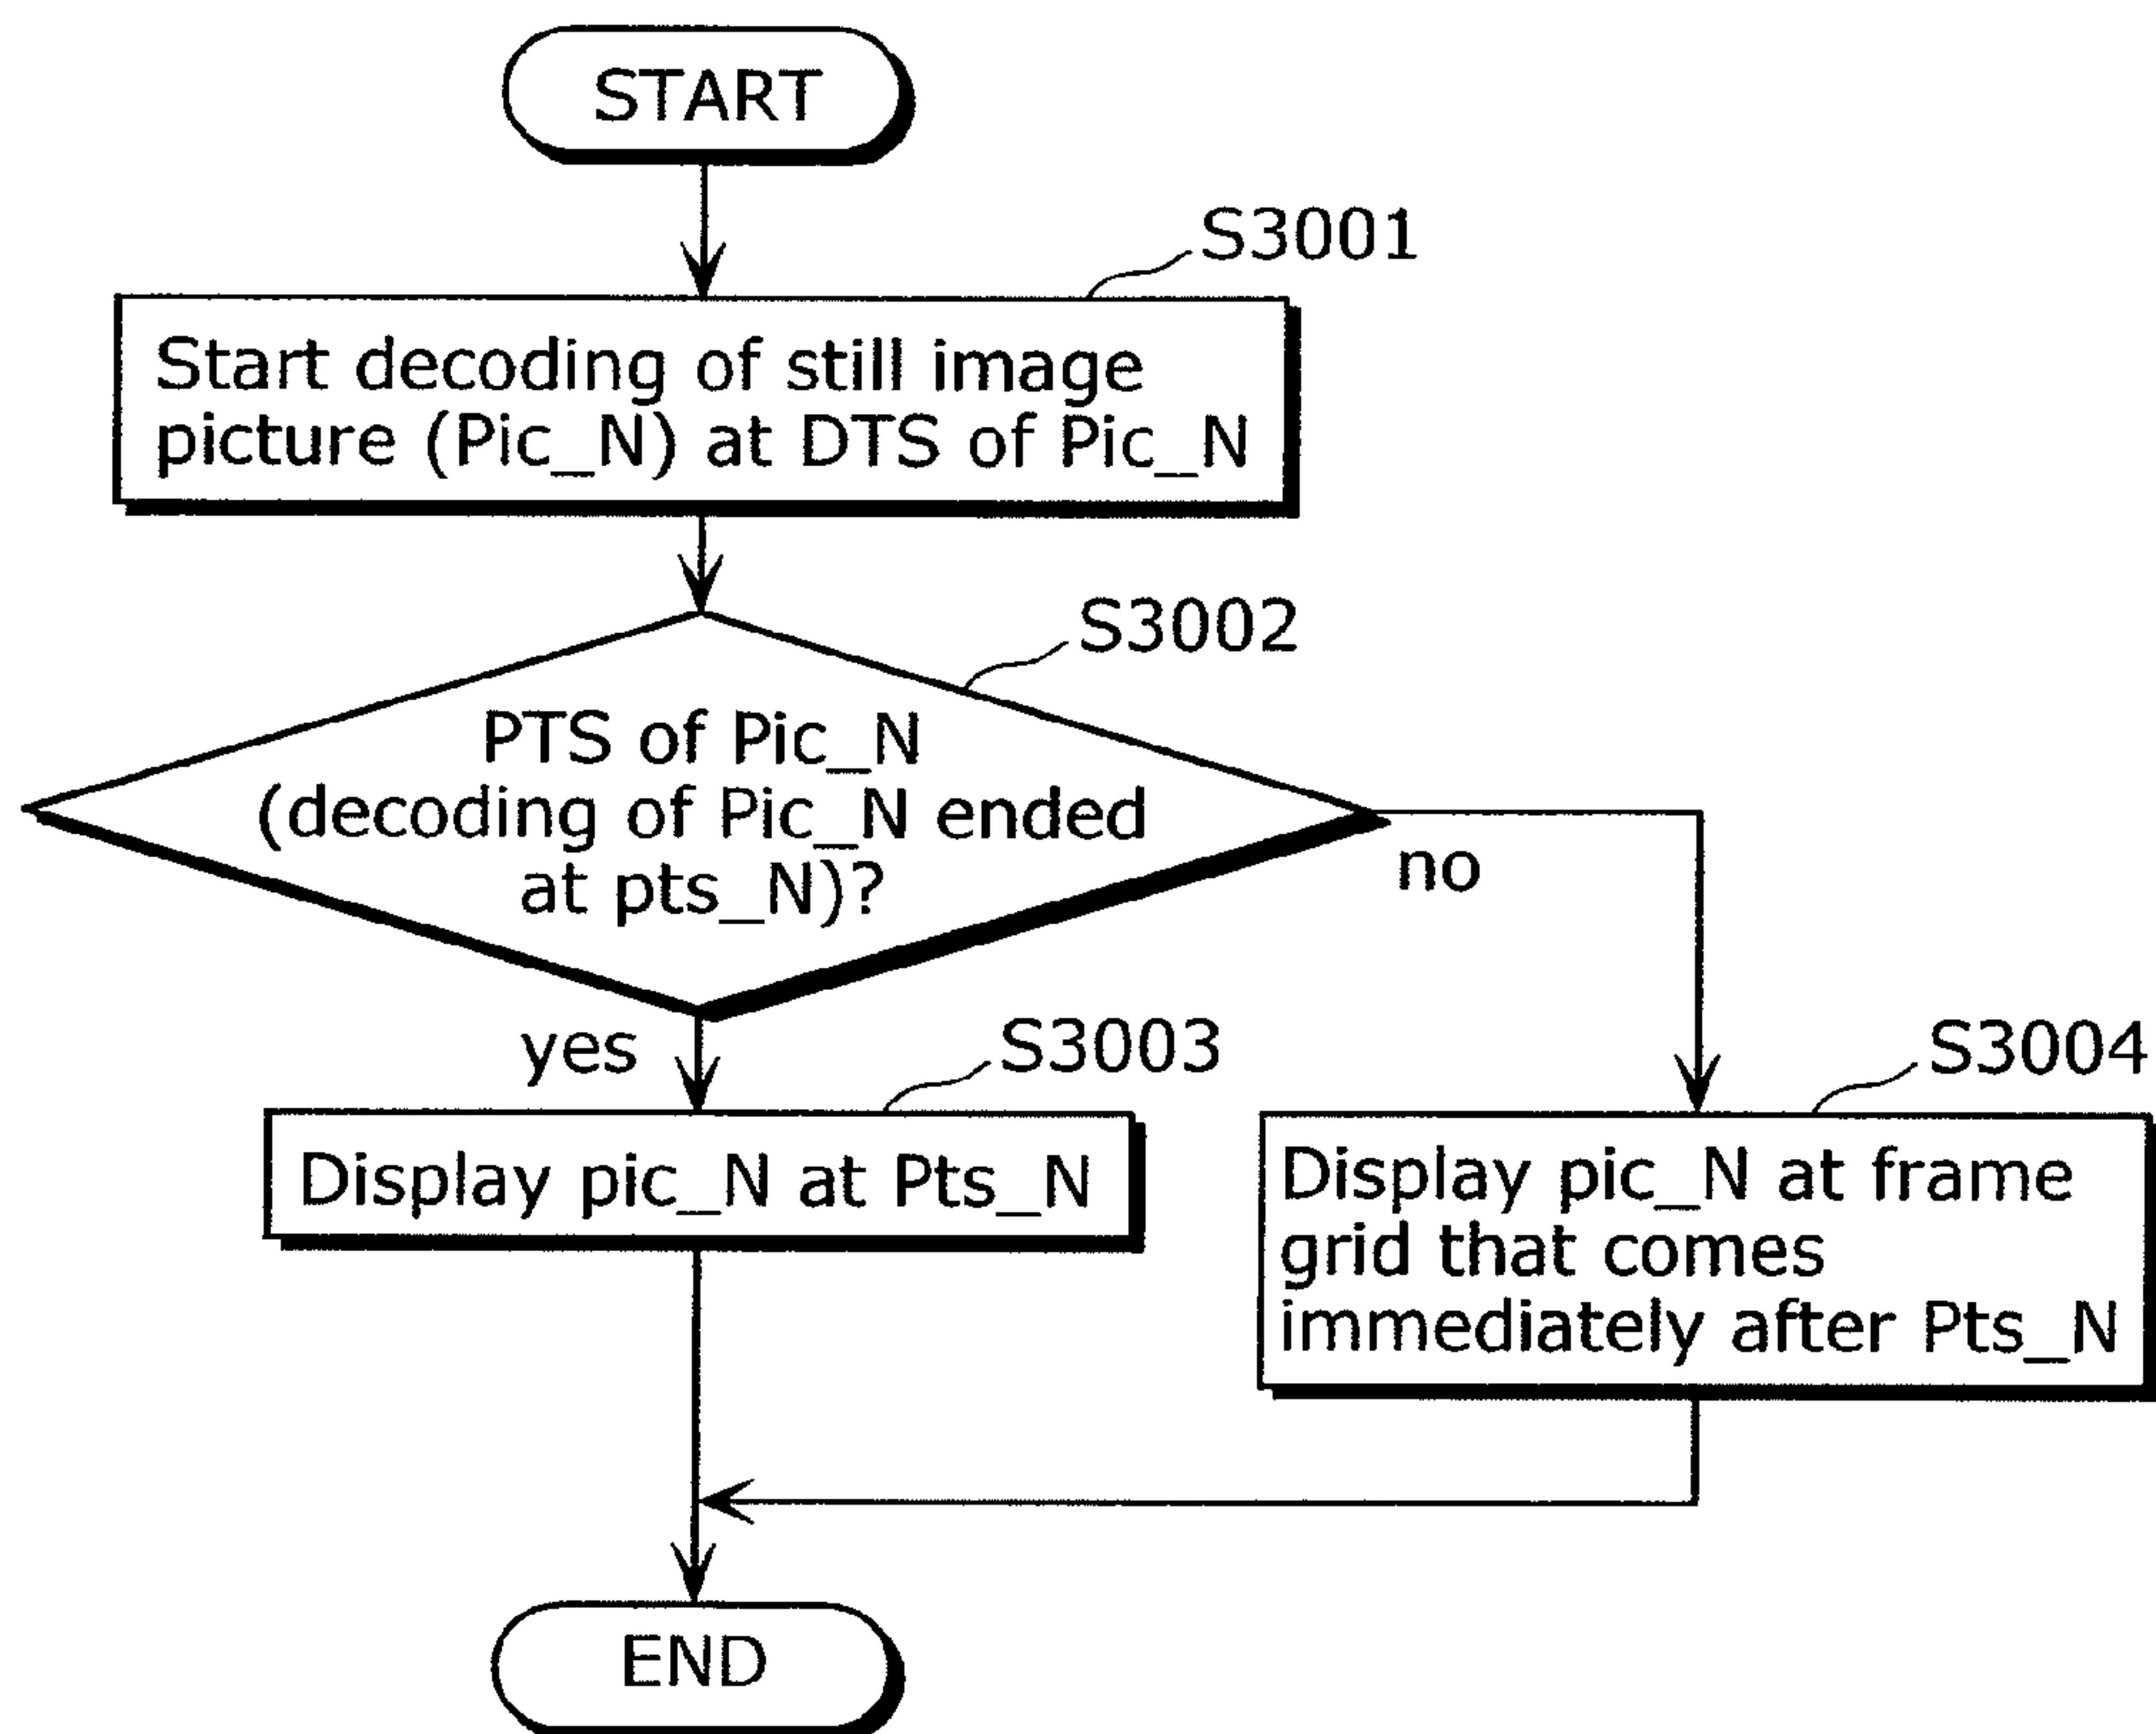 START
S3001
Start decoding of still image
picture (Pic_N) at DTS of Pic_N
S3002
PTS of Pic_N
(decoding of Pic_N ended
at pts_N)?
no
yes
S3003
S3004
Display pic_N at Pts_N
Display pic_N at frame
grid that comes
immediately after Pts_N
END